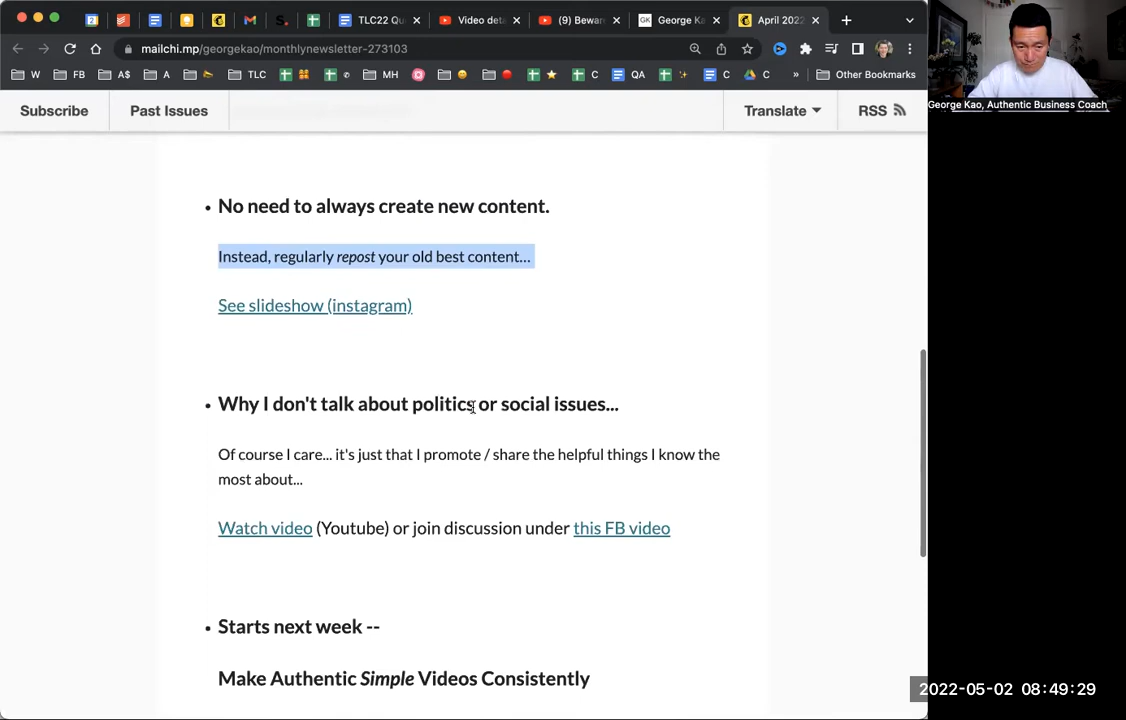 TLC22 Qu
Video det
(9) Bewar
George Ka
April 2022
mailchi.mp/georgekao/monthlynewsletter-273103
W
FB
A$
A
TLC
MH
QA
C
C
C
»
Other Bookmarks
George Kao, Authentic Business Coach
Subscribe
Past Issues
Translate
RSS
• No need to always create new content.
Instead, regularly repost your old best content...
See slideshow (instagram)
• Why I don't talk about politics or social issues...
Of course I care... it's just that I promote / share the helpful things I know the
most about...
Watch video (Youtube) or join discussion under this FB video
• Starts next week --
Make Authentic Simple Videos Consistently
2022-05-02 08:49:29